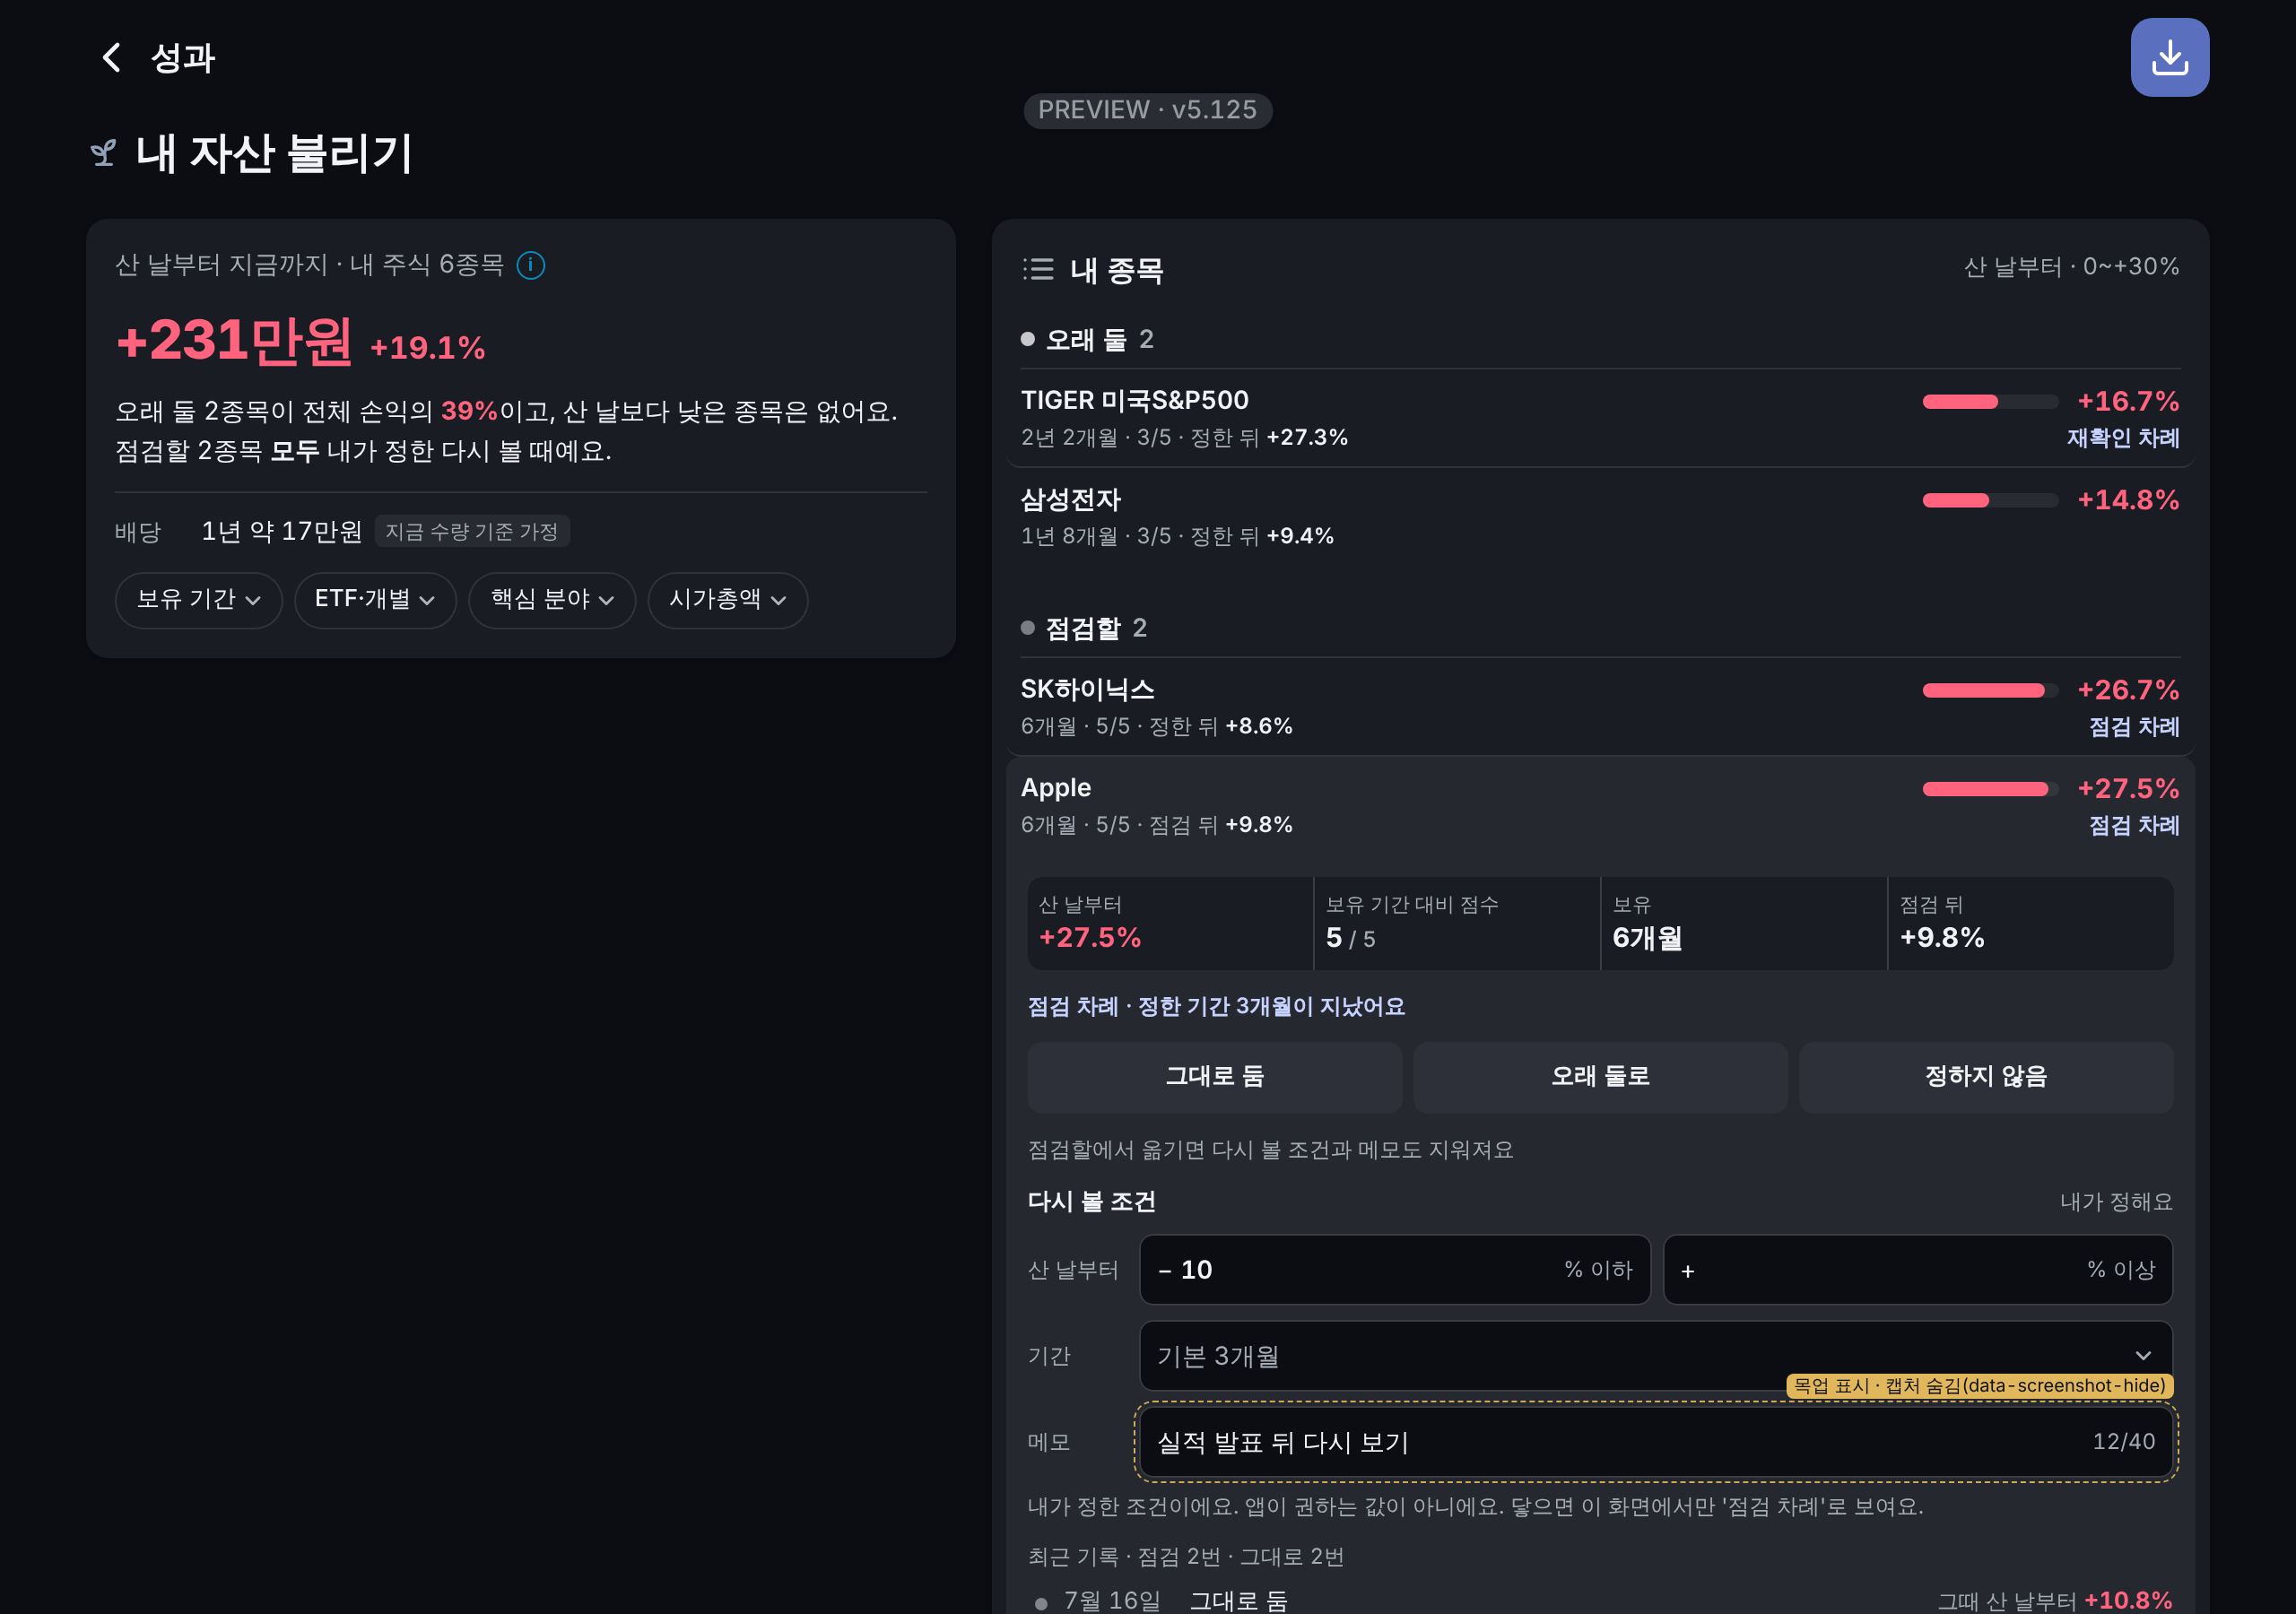 성과
PREVIEW · v5.125
내 자산 불리기
산 날부터 지금까지 · 내 주식 6종목
+231만원 +19.1%
오래 둘 2종목이 전체 손익의 39%이고, 산 날보다 낮은 종목은 없어요.
점검할 2종목 모두 내가 정한 다시 볼 때예요.
배당 1년 약 17만원 지금 수량 기준 가정
보유 기간 ETF·개별 핵심 분야 시가총액
내 종목 산 날부터 · 0~+30%
오래 둘 2
TIGER 미국S&P500 +16.7%
2년 2개월 · 3/5 · 정한 뒤 +27.3% 재확인 차례
삼성전자 +14.8%
1년 8개월 · 3/5 · 정한 뒤 +9.4%
점검할 2
SK하이닉스 +26.7%
6개월 · 5/5 · 정한 뒤 +8.6% 점검 차례
Apple +27.5%
6개월 · 5/5 · 점검 뒤 +9.8% 점검 차례
산 날부터 보유 기간 대비 점수 보유 점검 뒤
+27.5% 5 / 5 6개월 +9.8%
점검 차례 · 정한 기간 3개월이 지났어요
그대로 둠 오래 둘로 정하지 않음
점검할에서 옮기면 다시 볼 조건과 메모도 지워져요
다시 볼 조건 내가 정해요
산 날부터 – 10 % 이하 + % 이상
기간 기본 3개월
목업 표시 · 캡처 숨김(data-screenshot-hide)
메모 실적 발표 뒤 다시 보기 12/40
내가 정한 조건이에요. 앱이 권하는 값이 아니에요. 닿으면 이 화면에서만 '점검 차례'로 보여요.
최근 기록 · 점검 2번 · 그대로 2번
7월 16일 그대로 둠 그때 산 날부터 +10.8%